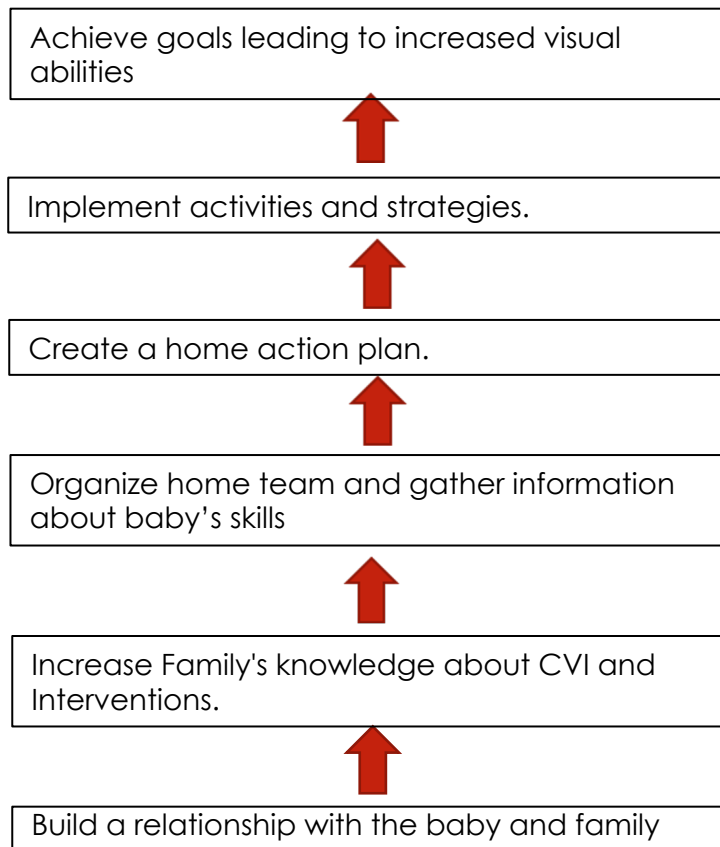 Achieve goals leading to increased visual
abilities
Implement activities and strategies.
Create a home action plan.
Organize home team and gather information
about baby’s skills
Increase Family's knowledge about CVI and
Interventions.
Build a relationship with the baby and family